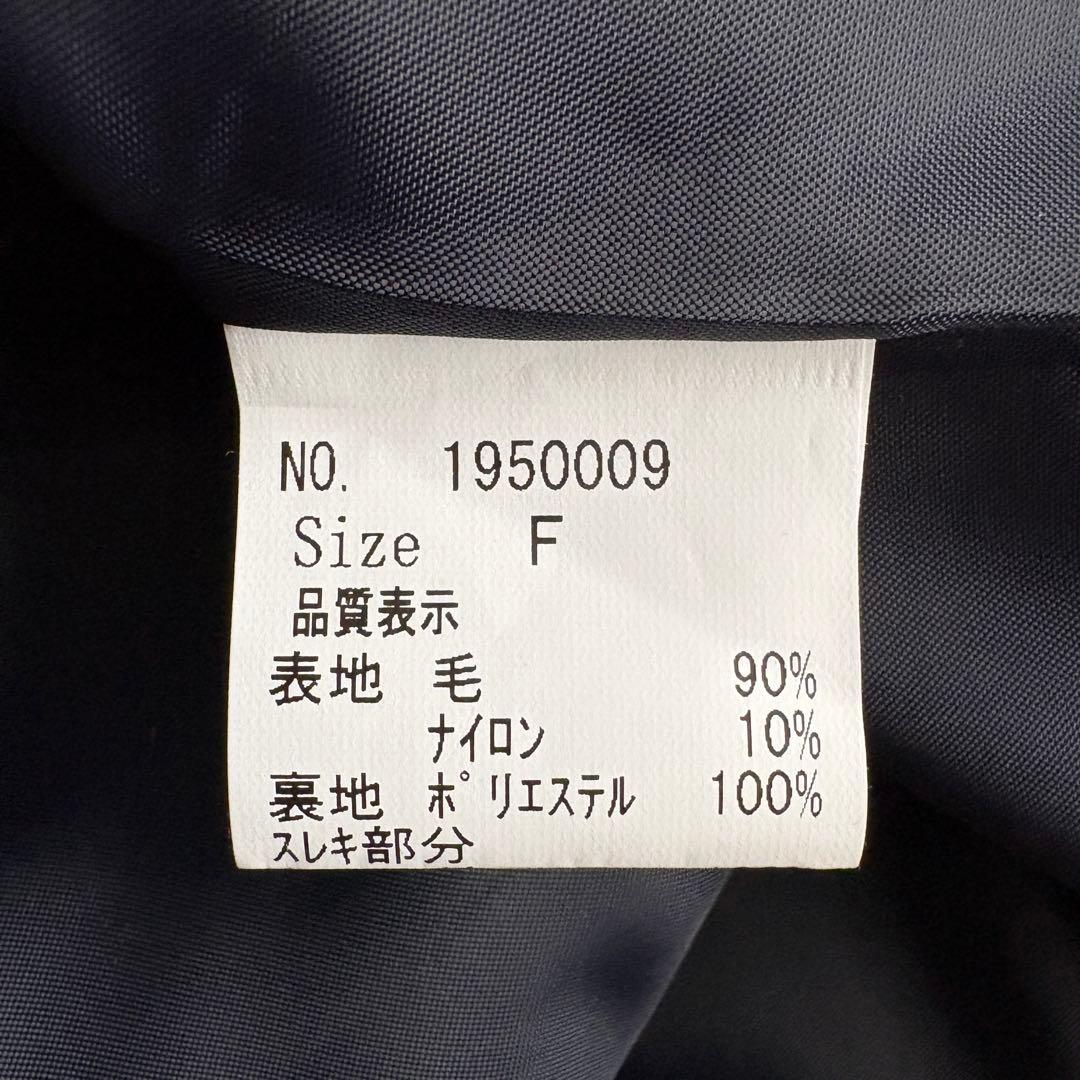 NO. 1950009
Size F
品質表示
表地 毛 90%
ナイロン 10%
裏地 ポリエステル 100%
スレキ部分